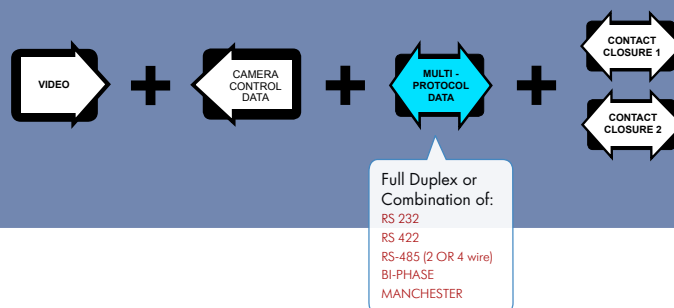 VIDEO
CAMERA
CONTROL
DATA
MULTI -
PROTOCOL
DATA
CONTACT
CLOSURE 1
CONTACT
CLOSURE 2
Full Duplex or
Combination of:
RS 232
RS 422
RS-485 (2 OR 4 wire)
BI-PHASE
MANCHESTER